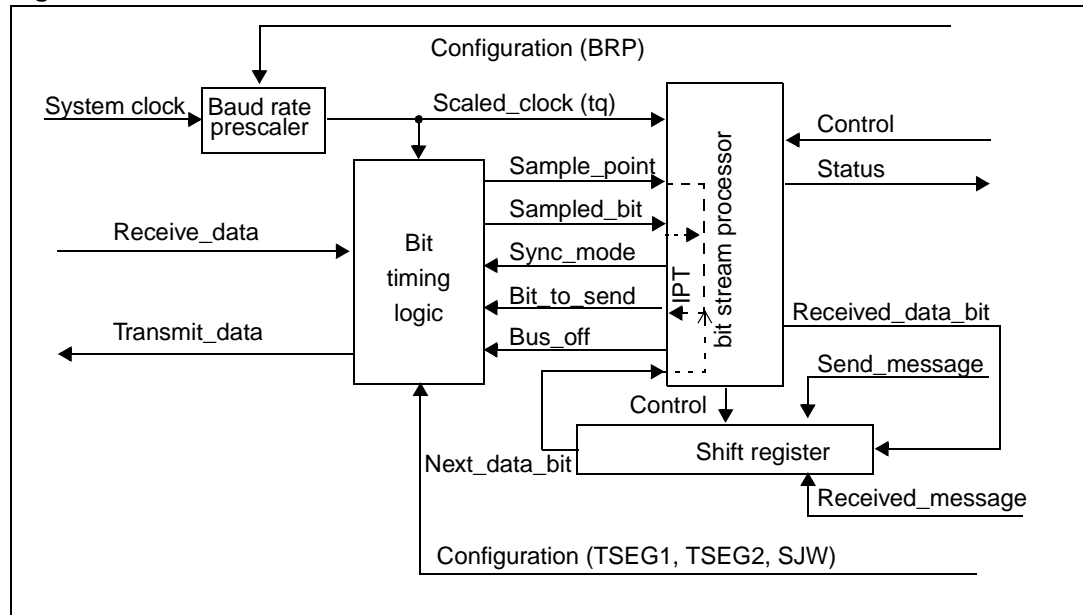 Configuration (BRP)
System clock
Baud rate
prescaler
Scaled_clock (tq)
Control
Sample_point
Status
Sampled_bit
Receive_data
Bit
timing
logic
Sync_mode
IPT
bit stream processor
Bit_to_send
Received_data_bit
Transmit_data
Bus_off
Send_message
Control
Shift register
Next_data_bit
Received_message
Configuration (TSEG1, TSEG2, SJW)